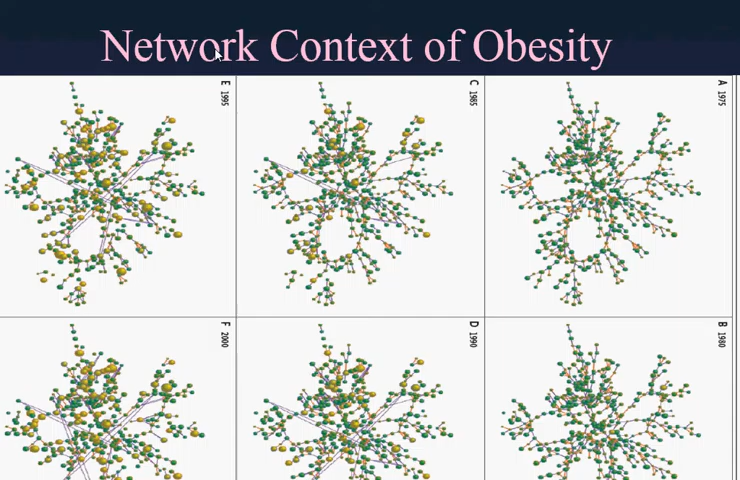 Network Context of Obesity
E 1995
C 1985
A 1975
F 2000
D 1990
B 1980